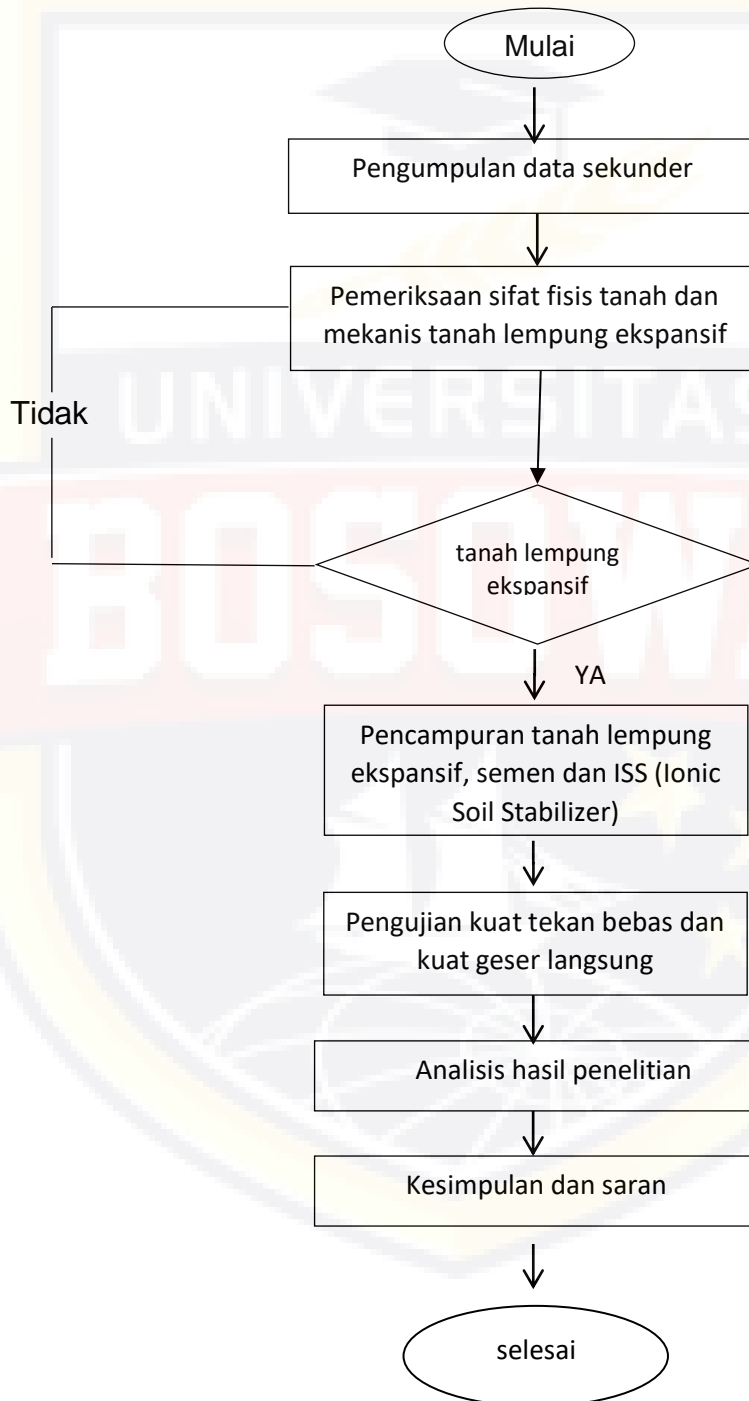 Mulai
Pengumpulan data sekunder
Pemeriksaan sifat fisis tanah dan
mekanis tanah lempung ekspansif
Tidak
UNIVERSITAS
BOSOWA
tanah lempung
ekspansif
YA
Pencampuran tanah lempung
ekspansif, semen dan ISS (Ionic
Soil Stabilizer)
Pengujian kuat tekan bebas dan
kuat geser langsung
Analisis hasil penelitian
Kesimpulan dan saran
selesai